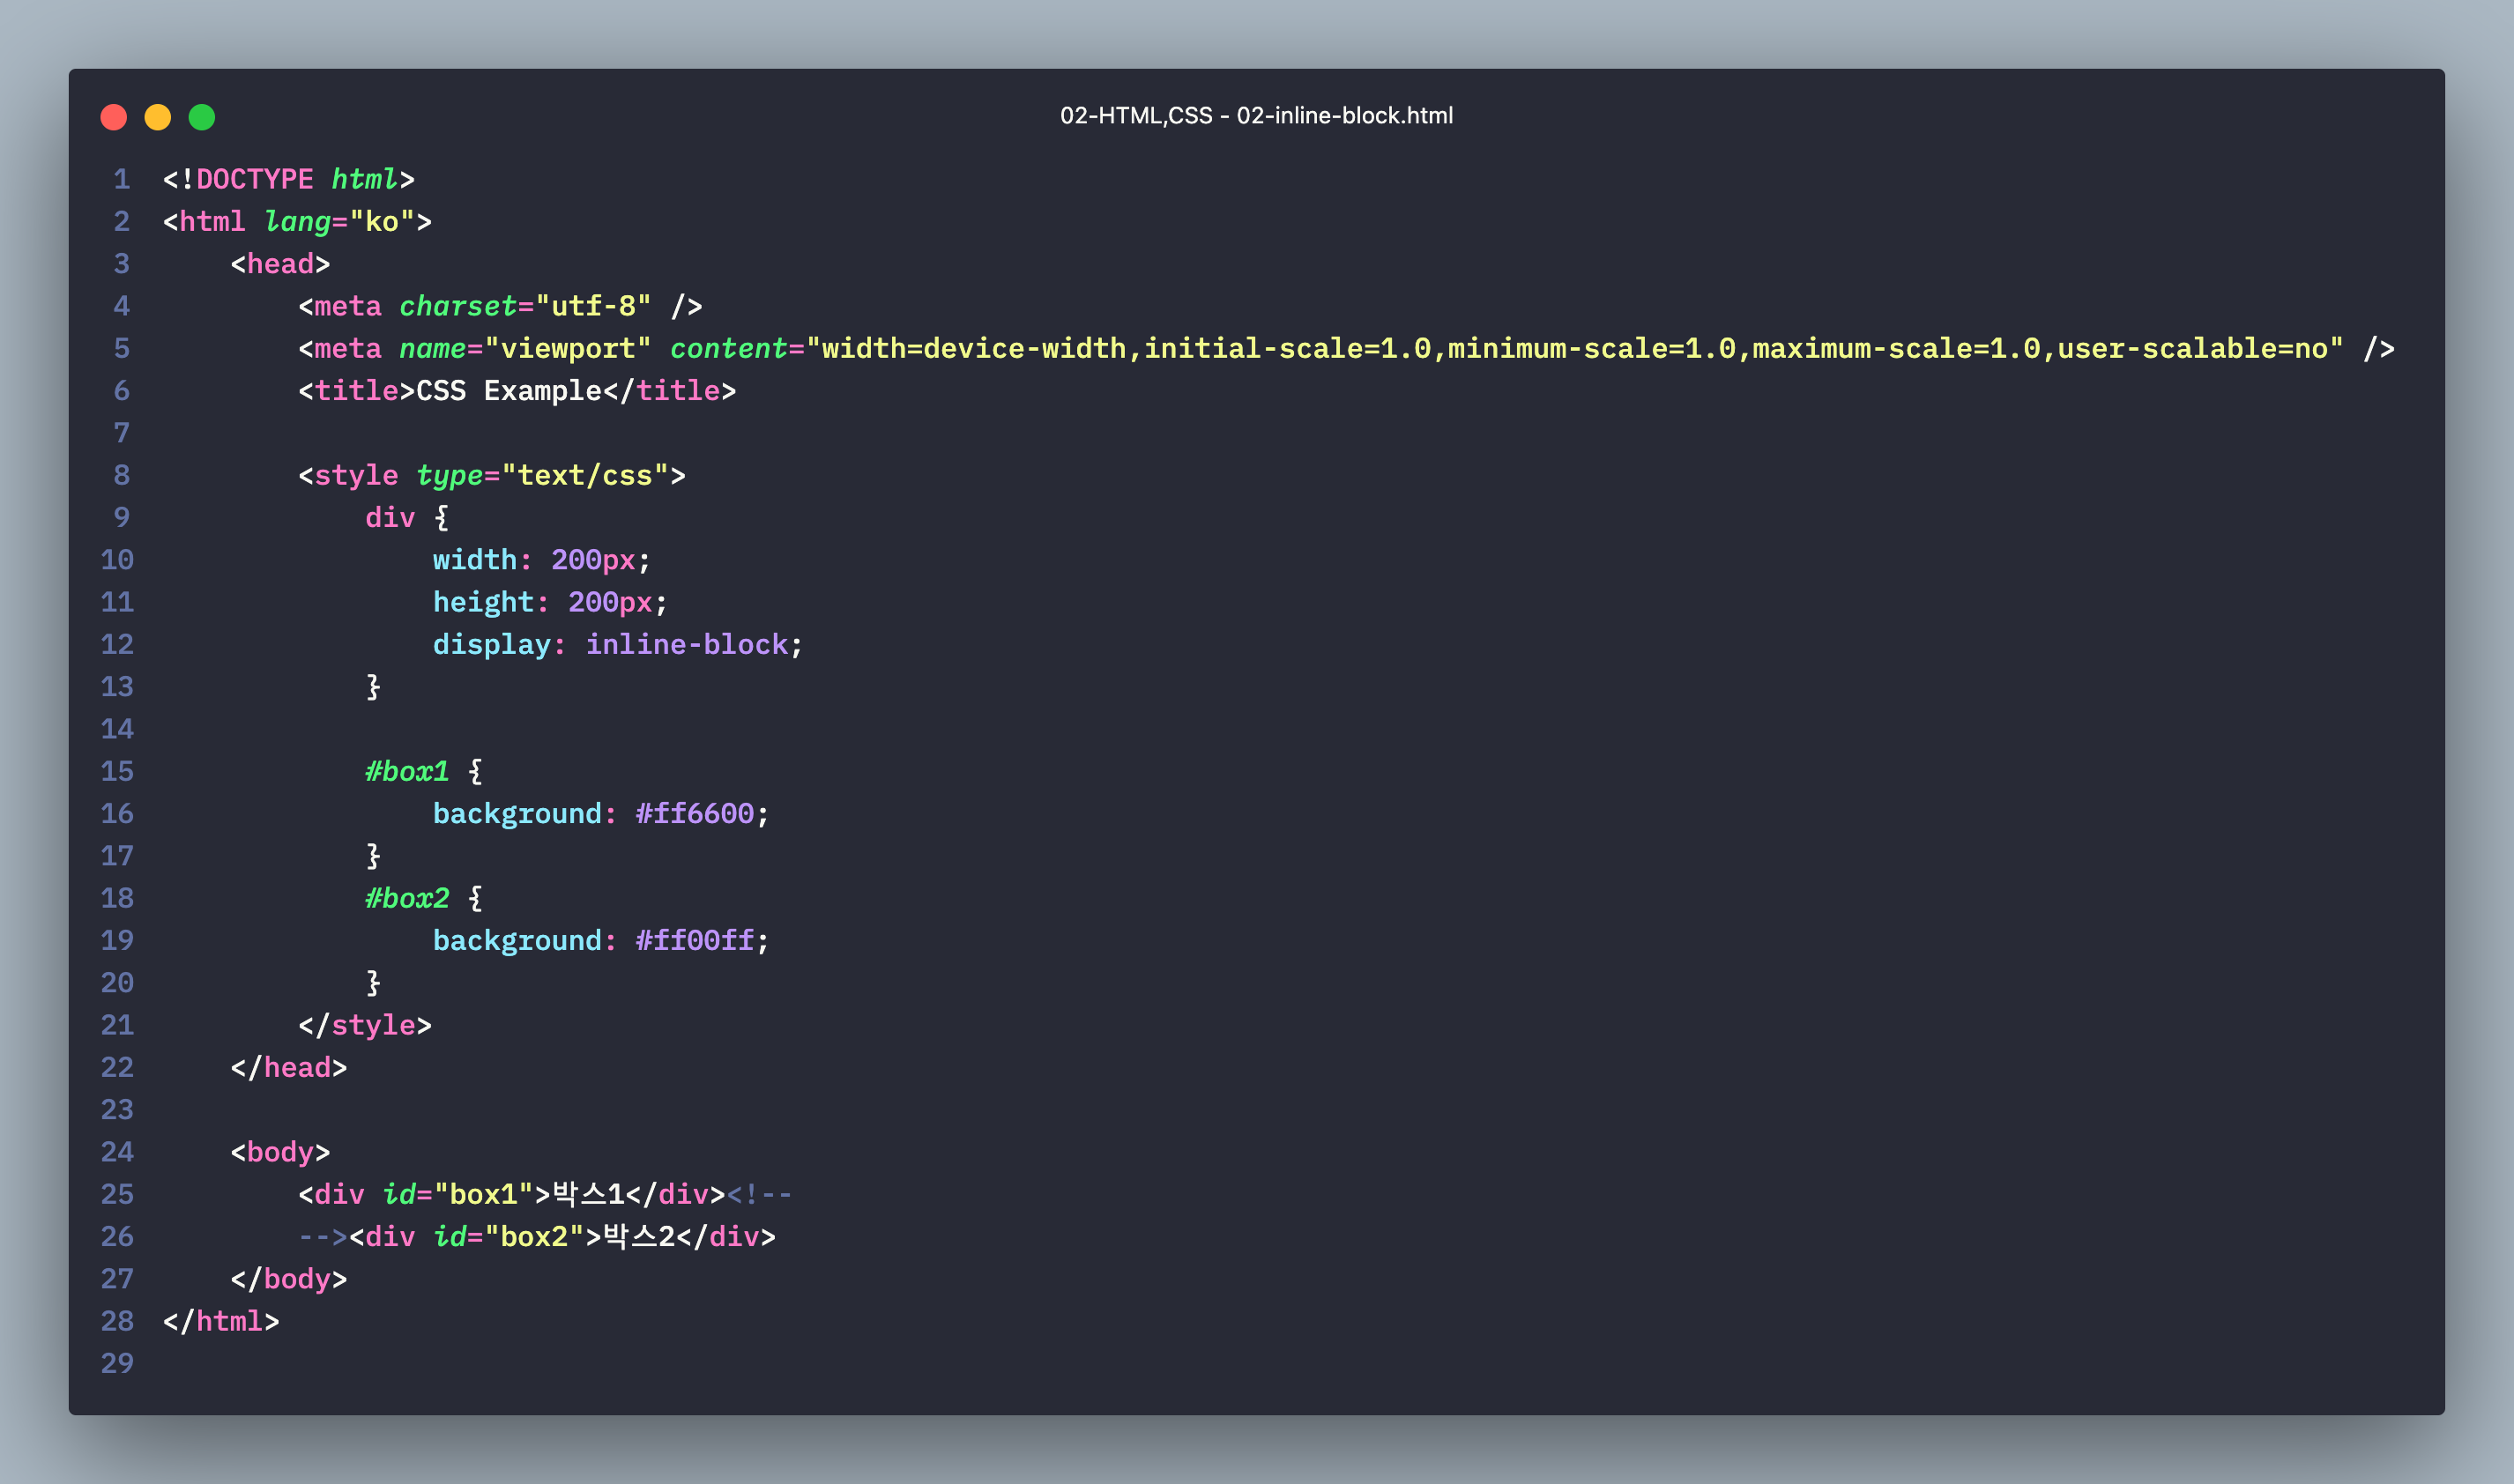 02-HTML,CSS - 02-inline-block.html
1 <!DOCTYPE html>
2 <html lang="ko">
3     <head>
4         <meta charset="utf-8" />
5         <meta name="viewport" content="width=device-width,initial-scale=1.0,minimum-scale=1.0,maximum-scale=1.0,user-scalable=no" />
6         <title>CSS Example</title>
7
8         <style type="text/css">
9             div {
10                 width: 200px;
11                 height: 200px;
12                 display: inline-block;
13             }
14
15             #box1 {
16                 background: #ff6600;
17             }
18             #box2 {
19                 background: #ff00ff;
20             }
21         </style>
22     </head>
23
24     <body>
25         <div id="box1">박스1</div><!--
26         --><div id="box2">박스2</div>
27     </body>
28 </html>
29